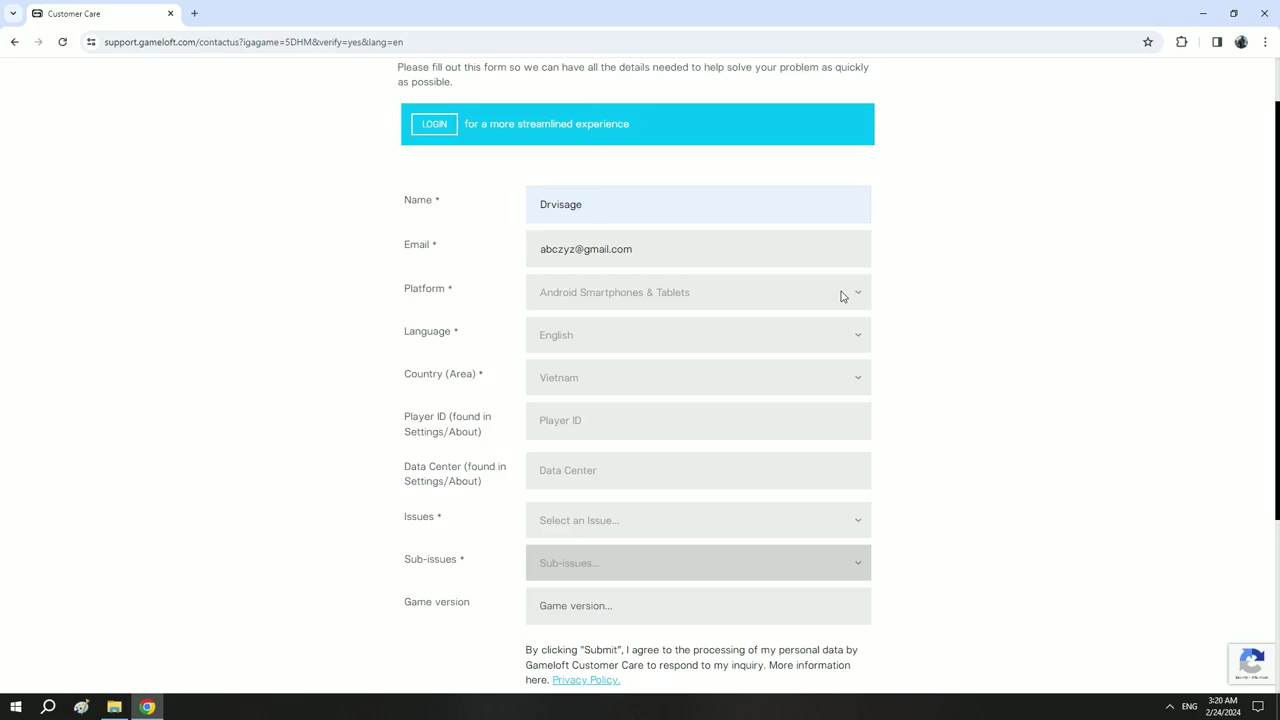 Customer Care
support.gameloft.com/contactus?igagame=5DHM&verify=yes&lang=en
Please fill out this form so we can have all the details needed to help solve your problem as quickly
as possible.
LOGIN for a more streamlined experience
Name * Drvisage
Email * abczyz@gmail.com
Platform * Android Smartphones & Tablets
Language * English
Country (Area) * Vietnam
Player ID (found in
Settings/About)
Player ID
Data Center (found in
Settings/About)
Data Center
Issues * Select an Issue...
Sub-issues * Sub-issues...
Game version Game version...
By clicking "Submit", I agree to the processing of my personal data by
Gameloft Customer Care to respond to my inquiry. More information
here. Privacy Policy.
ENG
3:20 AM
2/24/2024